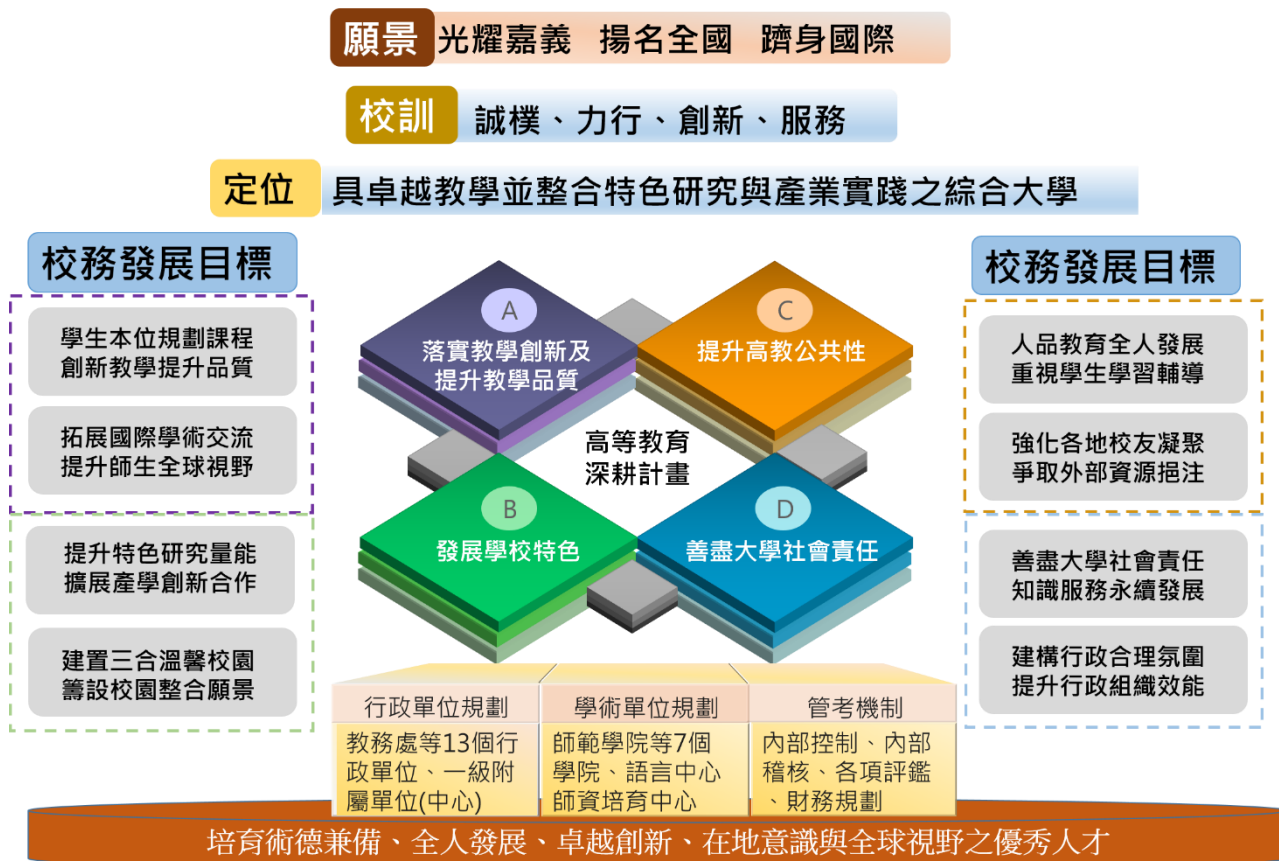 願景 光耀嘉義 揚名全國 躋身國際
校訓 誠樸、力行、創新、服務
定位 具卓越教學並整合特色研究與產業實踐之綜合大學
校務發展目標
學生本位規劃課程
創新教學提升品質
拓展國際學術交流
提升師生全球視野
提升特色研究量能
擴展產學創新合作
建置三合溫馨校園
籌設校園整合願景
A
落實教學創新及
提升教學品質
C
提升高教公共性
高等教育
深耕計畫
B
發展學校特色
D
善盡大學社會責任
校務發展目標
人品教育全人發展
重視學生學習輔導
強化各地校友凝聚
爭取外部資源挹注
善盡大學社會責任
知識服務永續發展
建構行政合理氛圍
提升行政組織效能
行政單位規劃
教務處等13個行
政單位、一級附
屬單位(中心)
學術單位規劃
師範學院等7個
學院、語言中心
師資培育中心
管考機制
內部控制、內部
稽核、各項評鑑
、財務規劃
培育術德兼備、全人發展、卓越創新、在地意識與全球視野之優秀人才